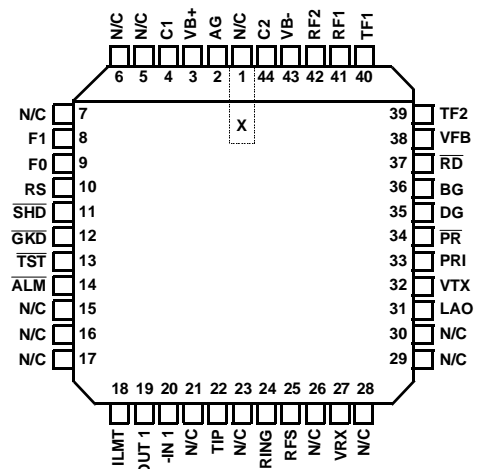 N/C
N/C
C1
VB+
AG
N/C
C2
VB-
RF2
RF1
TF1
6 5 4 3 2 1 44 43 42 41 40
X
N/C 7
F1 8
F0 9
RS 10
SHD 11
GKD 12
TST 13
ALM 14
N/C 15
N/C 16
N/C 17
39 TF2
38 VFB
37 RD
36 BG
35 DG
34 PR
33 PRI
32 VTX
31 LAO
30 N/C
29 N/C
18 19 20 21 22 23 24 25 26 27 28
ILMT
OUT 1
-IN 1
N/C
TIP
N/C
RING
RFS
N/C
VRX
N/C